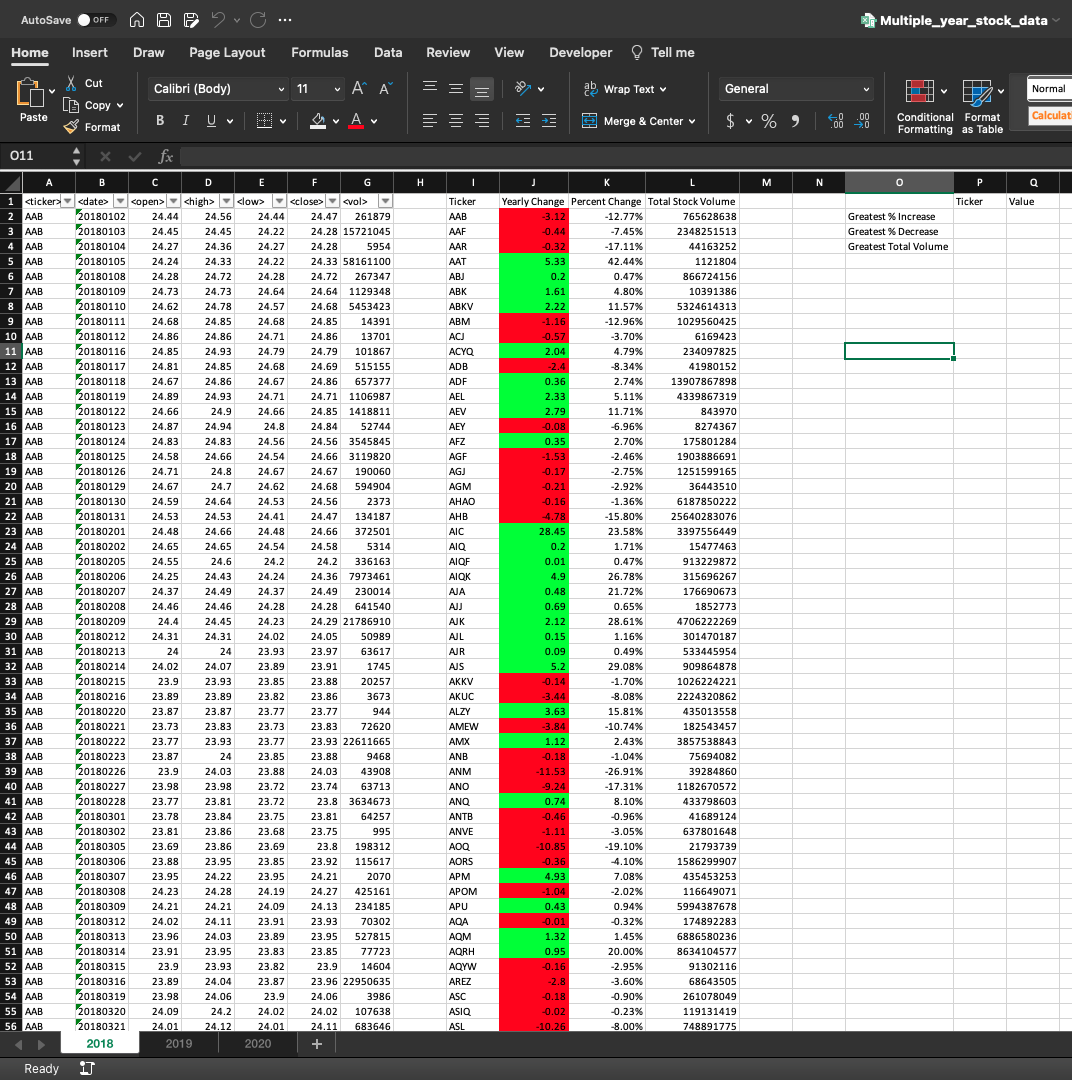 AutoSave OFF Multiple_year_stock_data
Home Insert Draw Page Layout Formulas Data Review View Developer Tell me
Paste Cut Copy Format
Calibri (Body) 11 A A Wrap Text General Normal
B I U A Merge & Center $ % Conditional Formatting Format as Table
O11 fx
A B C D E F G H I J K L M N O P Q
1 <ticker> <date> <open> <high> <low> <close> <vol> Ticker Yearly Change Percent Change Total Stock Volume Ticker Value
2 AAB 20180102 24.44 24.56 24.44 24.47 261879 AAB -3.12 -12.77% 765628638 Greatest % Increase
3 AAB 20180103 24.45 24.45 24.22 24.28 15721045 AAF -0.44 -7.45% 2348251513 Greatest % Decrease
4 AAB 20180104 24.27 24.36 24.27 24.28 5954 AAR -0.32 -17.11% 44163252 Greatest Total Volume
5 AAB 20180105 24.24 24.33 24.22 24.33 58161100 AAT 5.33 42.44% 1121804
6 AAB 20180108 24.28 24.72 24.28 24.72 267347 ABJ 0.2 0.47% 866724156
7 AAB 20180109 24.73 24.73 24.64 24.64 1129348 ABK 1.61 4.80% 10391386
8 AAB 20180110 24.62 24.78 24.57 24.68 5453423 ABKV 2.22 11.57% 5324614313
9 AAB 20180111 24.68 24.85 24.68 24.85 14391 ABM -1.16 -12.96% 1029560425
10 AAB 20180112 24.86 24.86 24.71 24.86 13701 ACJ -0.57 -3.70% 6169423
11 AAB 20180116 24.85 24.93 24.79 24.79 101867 ACYQ 2.04 4.79% 234097825
12 AAB 20180117 24.81 24.85 24.68 24.69 515155 ADB -2.4 -8.34% 41980152
13 AAB 20180118 24.67 24.86 24.67 24.86 657377 ADF 0.36 2.74% 13907867898
14 AAB 20180119 24.89 24.93 24.71 24.71 1106987 AEL 2.33 5.11% 4339867319
15 AAB 20180122 24.66 24.9 24.66 24.85 1418811 AEV 2.79 11.71% 843970
16 AAB 20180123 24.87 24.94 24.8 24.84 52744 AEY -0.08 -6.96% 8274367
17 AAB 20180124 24.83 24.83 24.56 24.56 3545845 AFZ 0.35 2.70% 175801284
18 AAB 20180125 24.58 24.66 24.54 24.66 3119820 AGF -1.53 -2.46% 1903886691
19 AAB 20180126 24.71 24.8 24.67 24.67 190060 AGJ -0.17 -2.75% 1251599165
20 AAB 20180129 24.67 24.7 24.62 24.68 594904 AGM -0.21 -2.92% 36443510
21 AAB 20180130 24.59 24.64 24.53 24.56 2373 AHAO -0.16 -1.36% 6187850222
22 AAB 20180131 24.53 24.53 24.41 24.47 134187 AHB -4.78 -15.80% 25640283076
23 AAB 20180201 24.48 24.66 24.48 24.66 372501 AIC 28.45 23.58% 3397556449
24 AAB 20180202 24.65 24.65 24.54 24.58 5314 AIQ 0.2 1.71% 15477463
25 AAB 20180205 24.55 24.6 24.2 24.2 336163 AIQF 0.01 0.47% 913229872
26 AAB 20180206 24.25 24.43 24.24 24.36 7973461 AIQK 4.9 26.78% 315696267
27 AAB 20180207 24.37 24.49 24.37 24.49 230014 AJA 0.48 21.72% 176690673
28 AAB 20180208 24.46 24.46 24.28 24.28 641540 AJJ 0.69 0.65% 1852773
29 AAB 20180209 24.4 24.45 24.23 24.29 21786910 AJK 2.12 28.61% 4706222269
30 AAB 20180212 24.31 24.31 24.02 24.05 50989 AJL 0.15 1.16% 301470187
31 AAB 20180213 24 24 23.93 23.97 63617 AJR 0.09 0.49% 533445954
32 AAB 20180214 24.02 24.07 23.89 23.91 1745 AJS 5.2 29.08% 909864878
33 AAB 20180215 23.9 23.93 23.85 23.88 20257 AKKV -0.14 -1.70% 1026224221
34 AAB 20180216 23.89 23.89 23.82 23.86 3673 AKUC -3.44 -8.08% 2224320862
35 AAB 20180220 23.87 23.87 23.77 23.77 944 ALZY 3.63 15.81% 435013558
36 AAB 20180221 23.73 23.83 23.73 23.83 72620 AMEW -3.84 -10.74% 182543457
37 AAB 20180222 23.77 23.93 23.77 23.93 22611665 AMX 1.12 2.43% 3857538843
38 AAB 20180223 23.87 24 23.85 23.88 9468 ANB -0.18 -1.04% 75694082
39 AAB 20180226 23.9 24.03 23.88 24.03 43908 ANM -11.53 -26.91% 39284860
40 AAB 20180227 23.98 23.98 23.72 23.74 63713 ANO -9.24 -17.31% 1182670572
41 AAB 20180228 23.77 23.81 23.72 23.8 3634673 ANQ 0.74 8.10% 433798603
42 AAB 20180301 23.78 23.84 23.75 23.81 64257 ANTB -0.46 -0.96% 41689124
43 AAB 20180302 23.81 23.86 23.68 23.75 995 ANVE -1.11 -3.05% 637801648
44 AAB 20180305 23.69 23.86 23.69 23.8 198312 AOQ -10.85 -19.10% 21793739
45 AAB 20180306 23.88 23.95 23.85 23.92 115617 AORS -0.36 -4.10% 1586299907
46 AAB 20180307 23.95 24.22 23.95 24.21 2070 APM 4.93 7.08% 435453253
47 AAB 20180308 24.23 24.28 24.19 24.27 425161 APOM -1.04 -2.02% 116649071
48 AAB 20180309 24.21 24.21 24.09 24.13 234185 APU 0.43 0.94% 5994387678
49 AAB 20180312 24.02 24.11 23.91 23.93 70302 AQA -0.01 -0.32% 174892283
50 AAB 20180313 23.96 24.03 23.89 23.95 527815 AQM 1.32 1.45% 6886580236
51 AAB 20180314 23.91 23.95 23.83 23.85 77723 AQRH 0.95 20.00% 8634104577
52 AAB 20180315 23.9 23.93 23.82 23.9 14604 AQYW -0.16 -2.95% 91302116
53 AAB 20180316 23.89 24.04 23.87 23.96 22950635 AREZ -2.8 -3.60% 68643505
54 AAB 20180319 23.98 24.06 23.9 24.06 3986 ASC -0.18 -0.90% 261078049
55 AAB 20180320 24.09 24.2 24.02 24.02 107638 ASIQ -0.02 -0.23% 119131419
56 AAB 20180321 24.01 24.12 24.01 24.11 683646 ASL -10.26 -8.00% 748891775
2018 2019 2020 +
Ready